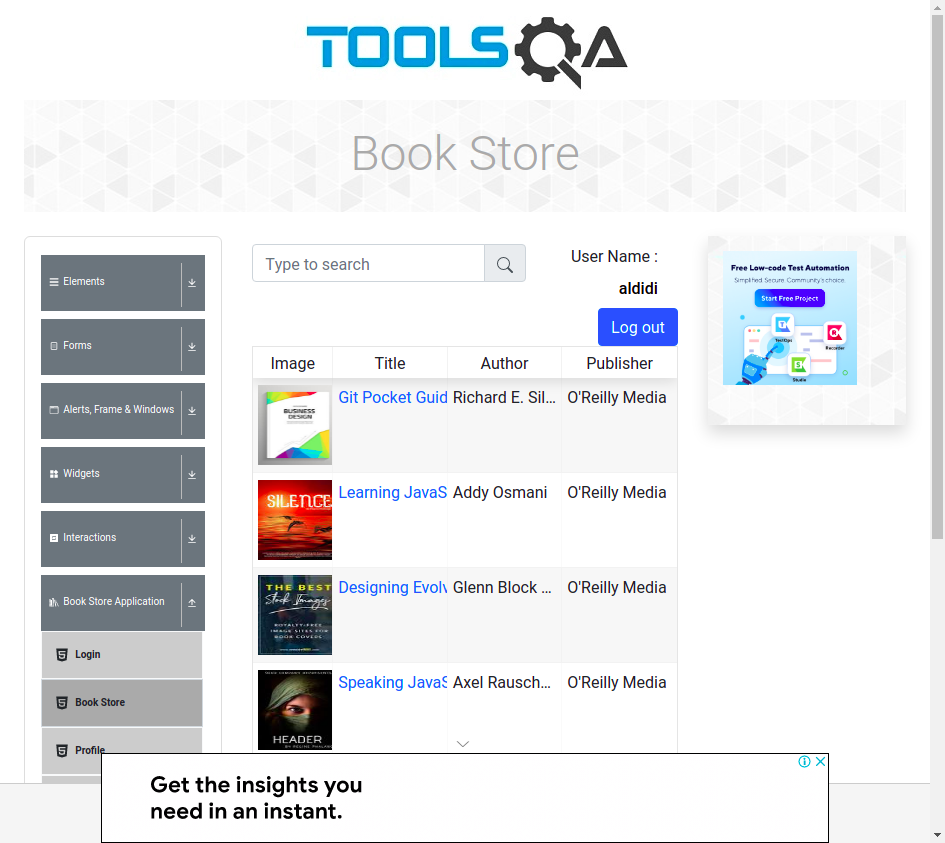 TOOLSQA
Book Store
Elements
Forms
Alerts, Frame & Windows
Widgets
Interactions
Book Store Application
Login
Book Store
Profile
Type to search
User Name :
aldidi
Log out
Image Title Author Publisher
BUSINESS
DESIGN
Git Pocket Guid Richard E. Sil... O'Reilly Media
SILENCE
Learning JavaS Addy Osmani O'Reilly Media
THE BEST
Stock Images
ROYALTY-FREE
IMAGE SITES FOR
BOOK COVERS
Designing Evolv Glenn Block ... O'Reilly Media
HEADER
Speaking JavaS Axel Rausch... O'Reilly Media
Free Low-code Test Automation
Simplified. Secure. Community's choice.
Start Free Project
TestOps
Recorder
Studio
Get the insights you
need in an instant.